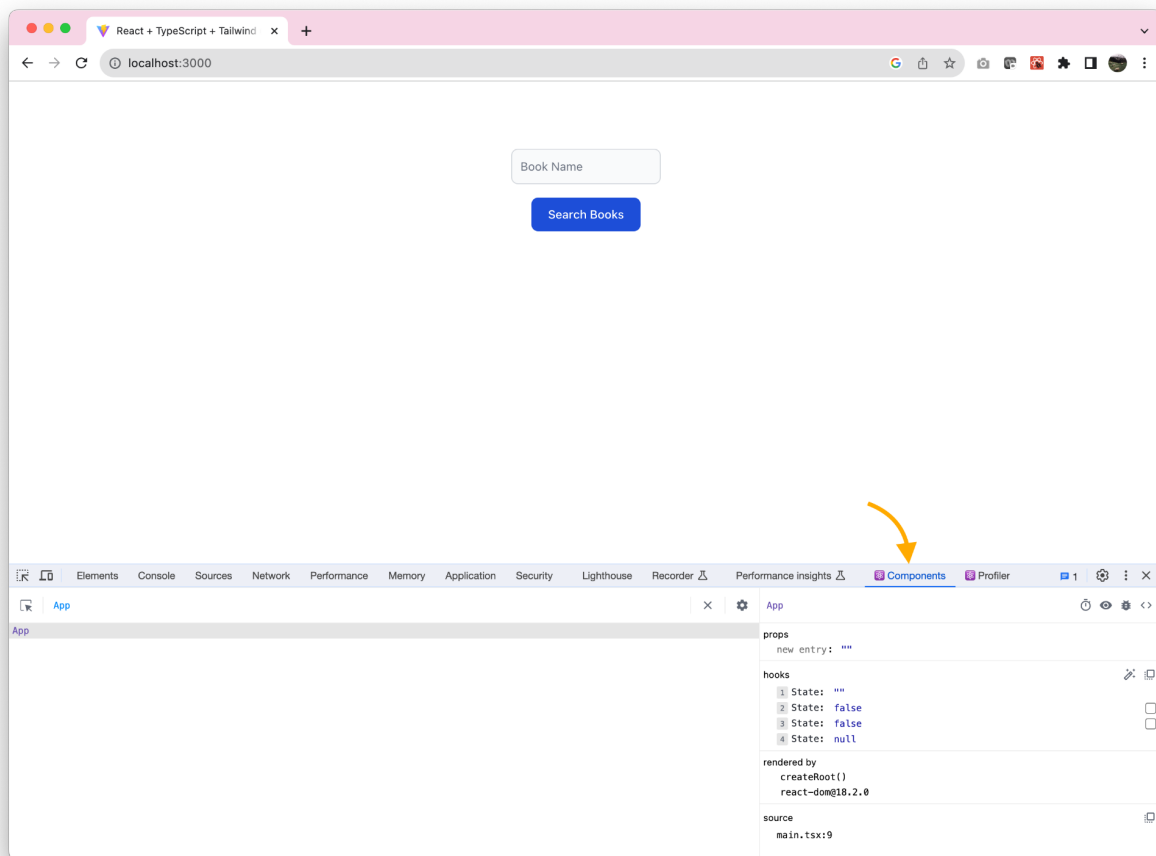 React + TypeScript + Tailwind
localhost:3000
Book Name
Search Books
Elements Console Sources Network Performance Memory Application Security Lighthouse Recorder Performance insights Components Profiler 1
App
App
App
props
new entry: ""
hooks
1 State: ""
2 State: false
3 State: false
4 State: null
rendered by
createRoot()
react-dom@18.2.0
source
main.tsx:9